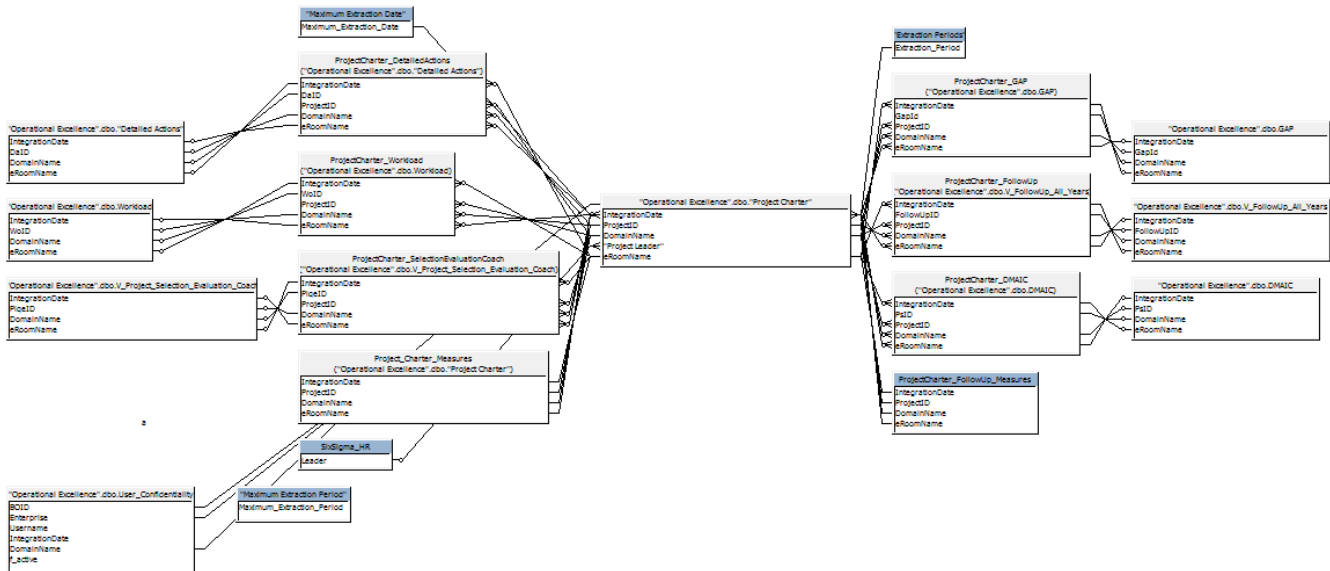 "Maximum Extraction Date"
Maximum_Extraction_Date
ProjectCharter_DetailedActions
{"Operational Excellence".dbo."Detailed Actions"}
IntegrationDate
DaID
ProjectID
DomainName
eRoomName
"Operational Excellence".dbo."Detailed Actions"
IntegrationDate
DaID
DomainName
eRoomName
ProjectCharter_Workload
{"Operational Excellence".dbo.Workload}
IntegrationDate
WoID
ProjectID
DomainName
eRoomName
"Operational Excellence".dbo.Workload
IntegrationDate
WoID
DomainName
eRoomName
ProjectCharter_SelectionEvaluationCoach
{"Operational Excellence".dbo.V_Project_Selection_Evaluation_Coach}
IntegrationDate
PiqeID
ProjectID
DomainName
eRoomName
"Operational Excellence".dbo.V_Project_Selection_Evaluation_Coach
IntegrationDate
PiqeID
DomainName
eRoomName
Project_Charter_Measures
{"Operational Excellence".dbo."Project Charter"}
IntegrationDate
ProjectID
DomainName
eRoomName
a
SixSigma_HR
Leader
"Operational Excellence".dbo.User_Confidentiality
BOID
Enterprise
Username
IntegrationDate
DomainName
f_active
"Maximum Extraction Period"
Maximum_Extraction_Period
"Operational Excellence".dbo."Project Charter"
IntegrationDate
ProjectID
DomainName
"Project Leader"
eRoomName
"Extraction Periods"
Extraction_Period
ProjectCharter_GAP
{"Operational Excellence".dbo.GAP}
IntegrationDate
GapId
ProjectID
DomainName
eRoomName
"Operational Excellence".dbo.GAP
IntegrationDate
GapId
DomainName
eRoomName
ProjectCharter_FollowUp
"Operational Excellence".dbo.V_FollowUp_All_Years
IntegrationDate
FollowUpID
ProjectID
DomainName
eRoomName
"Operational Excellence".dbo.V_FollowUp_All_Years
IntegrationDate
FollowUpID
DomainName
eRoomName
ProjectCharter_DMAIC
{"Operational Excellence".dbo.DMAIC}
IntegrationDate
PsID
ProjectID
DomainName
eRoomName
"Operational Excellence".dbo.DMAIC
IntegrationDate
PsID
DomainName
eRoomName
ProjectCharter_FollowUp_Measures
IntegrationDate
ProjectID
DomainName
eRoomName